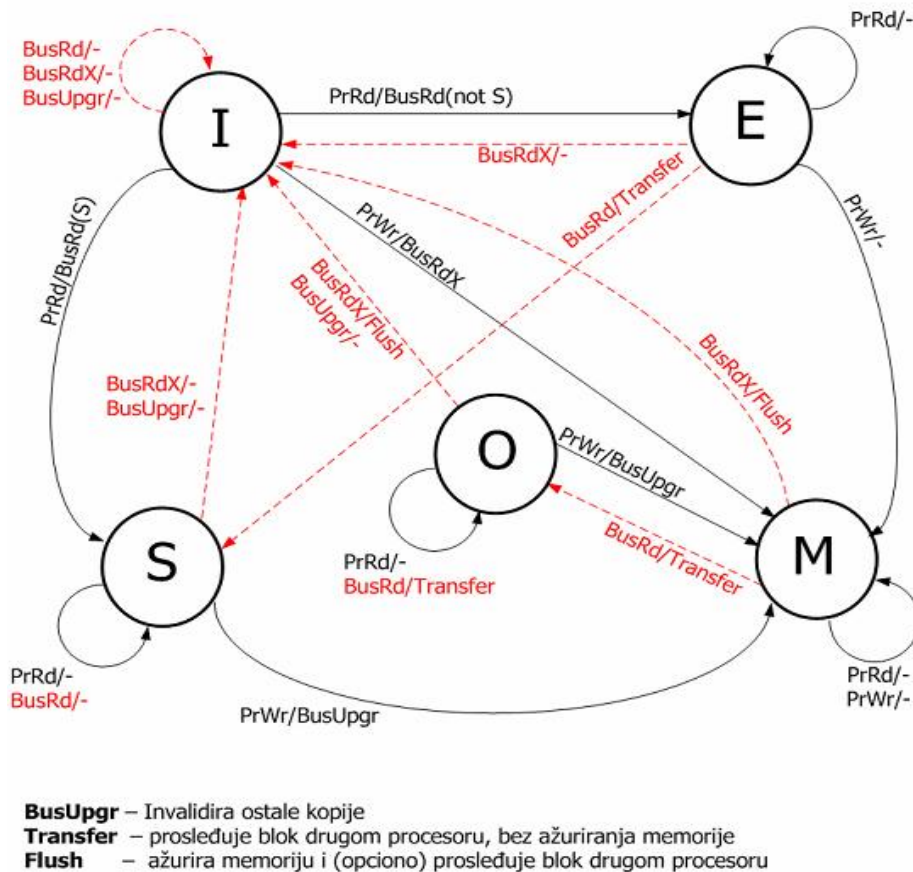 BusRd/-
BusRdX/-
BusUpgr/-
I
PrRd/BusRd(not S)
E
PrRd/-
BusRdX/-
BusRd/Transfer
PrWr/-
PrRd/BusRd(S)
PrWr/BusRdX
BusRdX/Flush
BusUpgr/-
BusRdX/-
BusUpgr/-
BusRdX/Flush
O
PrWr/BusUpgr
PrRd/-
BusRd/Transfer
BusRd/Transfer
S
M
PrRd/-
BusRd/-
PrWr/BusUpgr
PrRd/-
PrWr/-
BusUpgr – Invalidira ostale kopije
Transfer – prosleđuje blok drugom procesoru, bez ažuriranja memorije
Flush – ažurira memoriju i (opciono) prosleđuje blok drugom procesoru